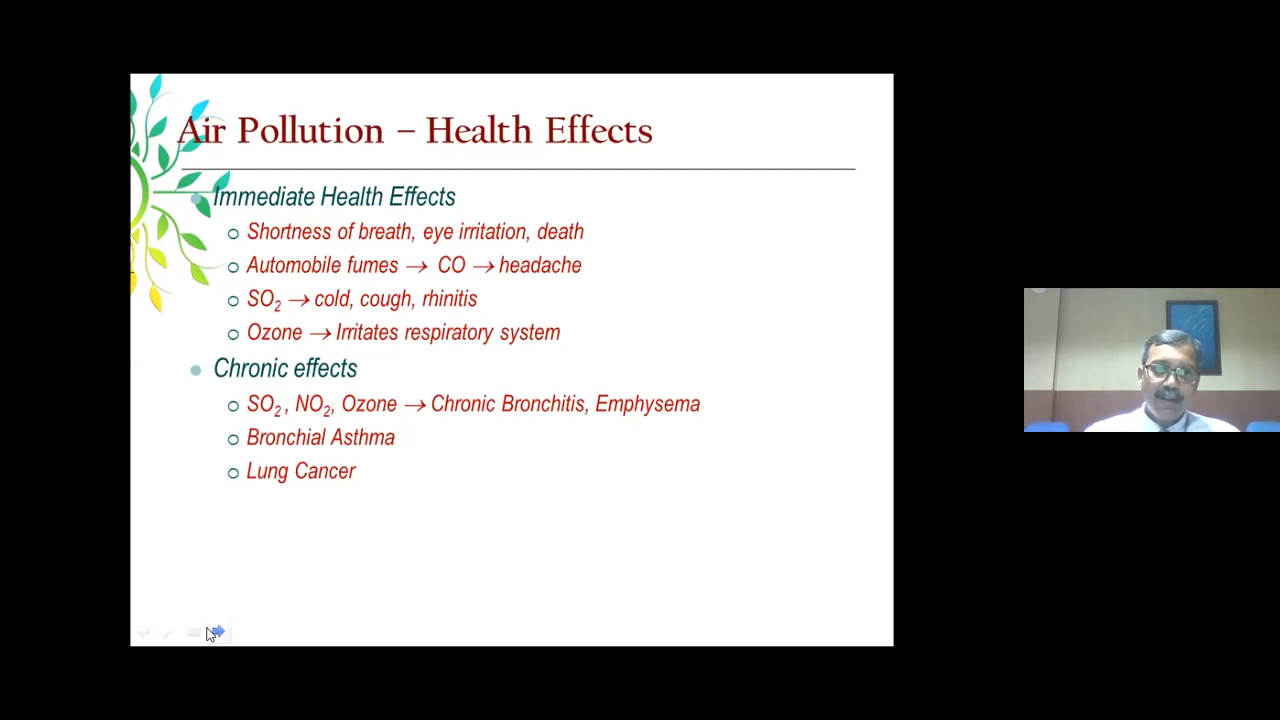 Air Pollution – Health Effects
Immediate Health Effects
Shortness of breath, eye irritation, death
Automobile fumes → CO → headache
SO₂ → cold, cough, rhinitis
Ozone → Irritates respiratory system
Chronic effects
SO₂ , NO₂, Ozone → Chronic Bronchitis, Emphysema
Bronchial Asthma
Lung Cancer